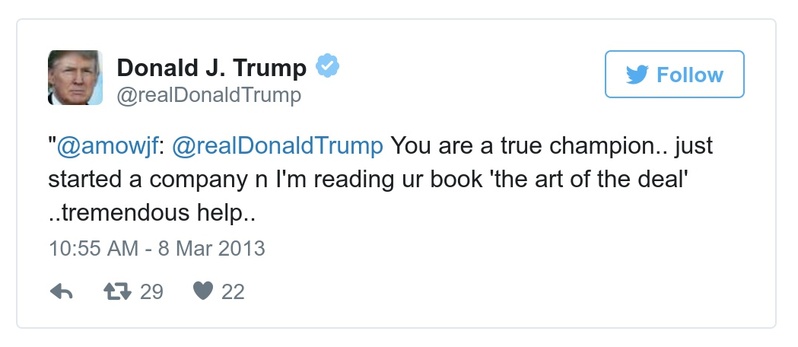 Donald J. Trump
@realDonaldTrump
Follow
"@amowjf: @realDonaldTrump You are a true champion.. just
started a company n I'm reading ur book 'the art of the deal'
..tremendous help..
10:55 AM - 8 Mar 2013
29 22